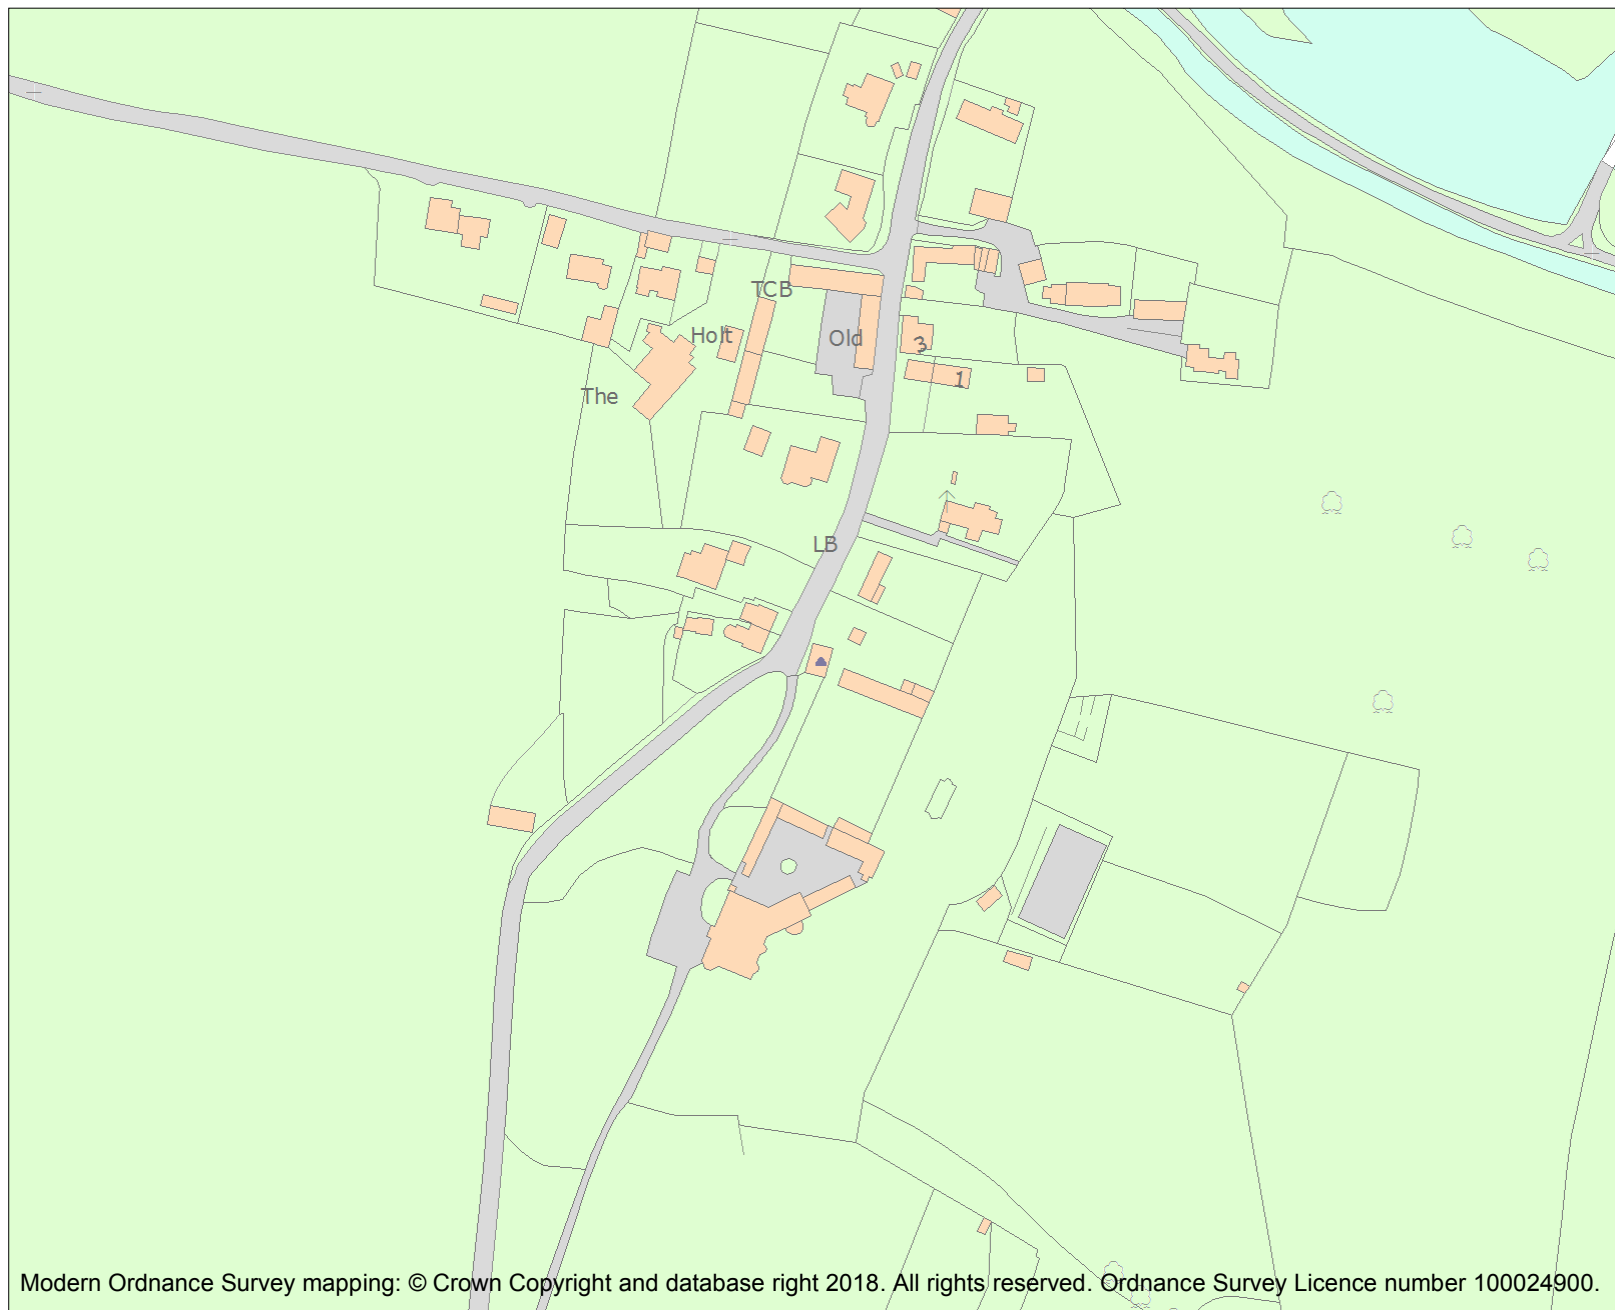 TCB
Holt
Old
3
The
1
LB
Modern Ordnance Survey mapping: © Crown Copyright and database right 2018. All rights reserved. Ordnance Survey Licence number 100024900.